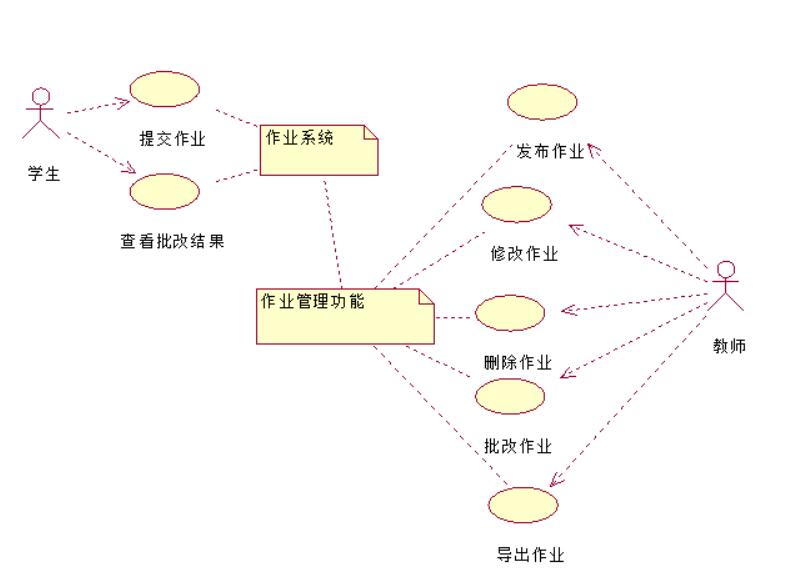 提交作业
作业系统
学生
查看批改结果
发布作业
修改作业
作业管理功能
删除作业
教师
批改作业
导出作业